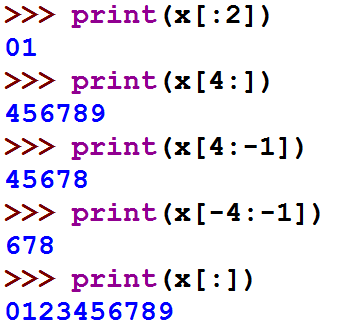 >>> print(x[:2])
01
>>> print(x[4:])
456789
>>> print(x[4:-1])
45678
>>> print(x[-4:-1])
678
>>> print(x[:])
0123456789